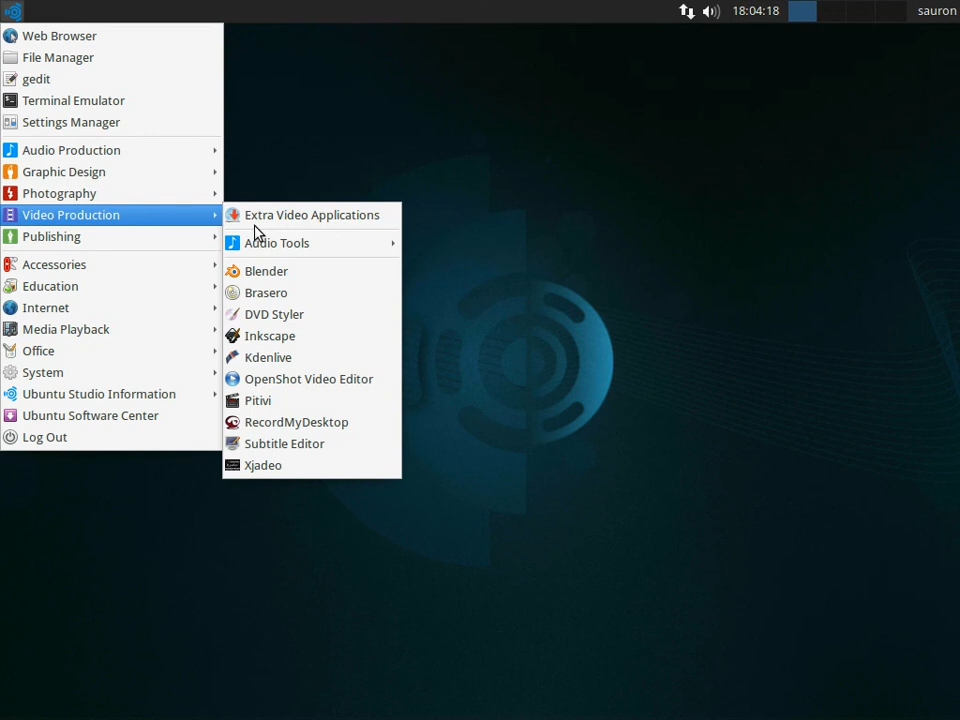 18:04:18
sauron
Web Browser
File Manager
gedit
Terminal Emulator
Settings Manager
Audio Production
Graphic Design
Photography
Video Production
Publishing
Accessories
Education
Internet
Media Playback
Office
System
Ubuntu Studio Information
Ubuntu Software Center
Log Out
Extra Video Applications
Audio Tools
Blender
Brasero
DVD Styler
Inkscape
Kdenlive
OpenShot Video Editor
Pitivi
RecordMyDesktop
Subtitle Editor
Xjadeo